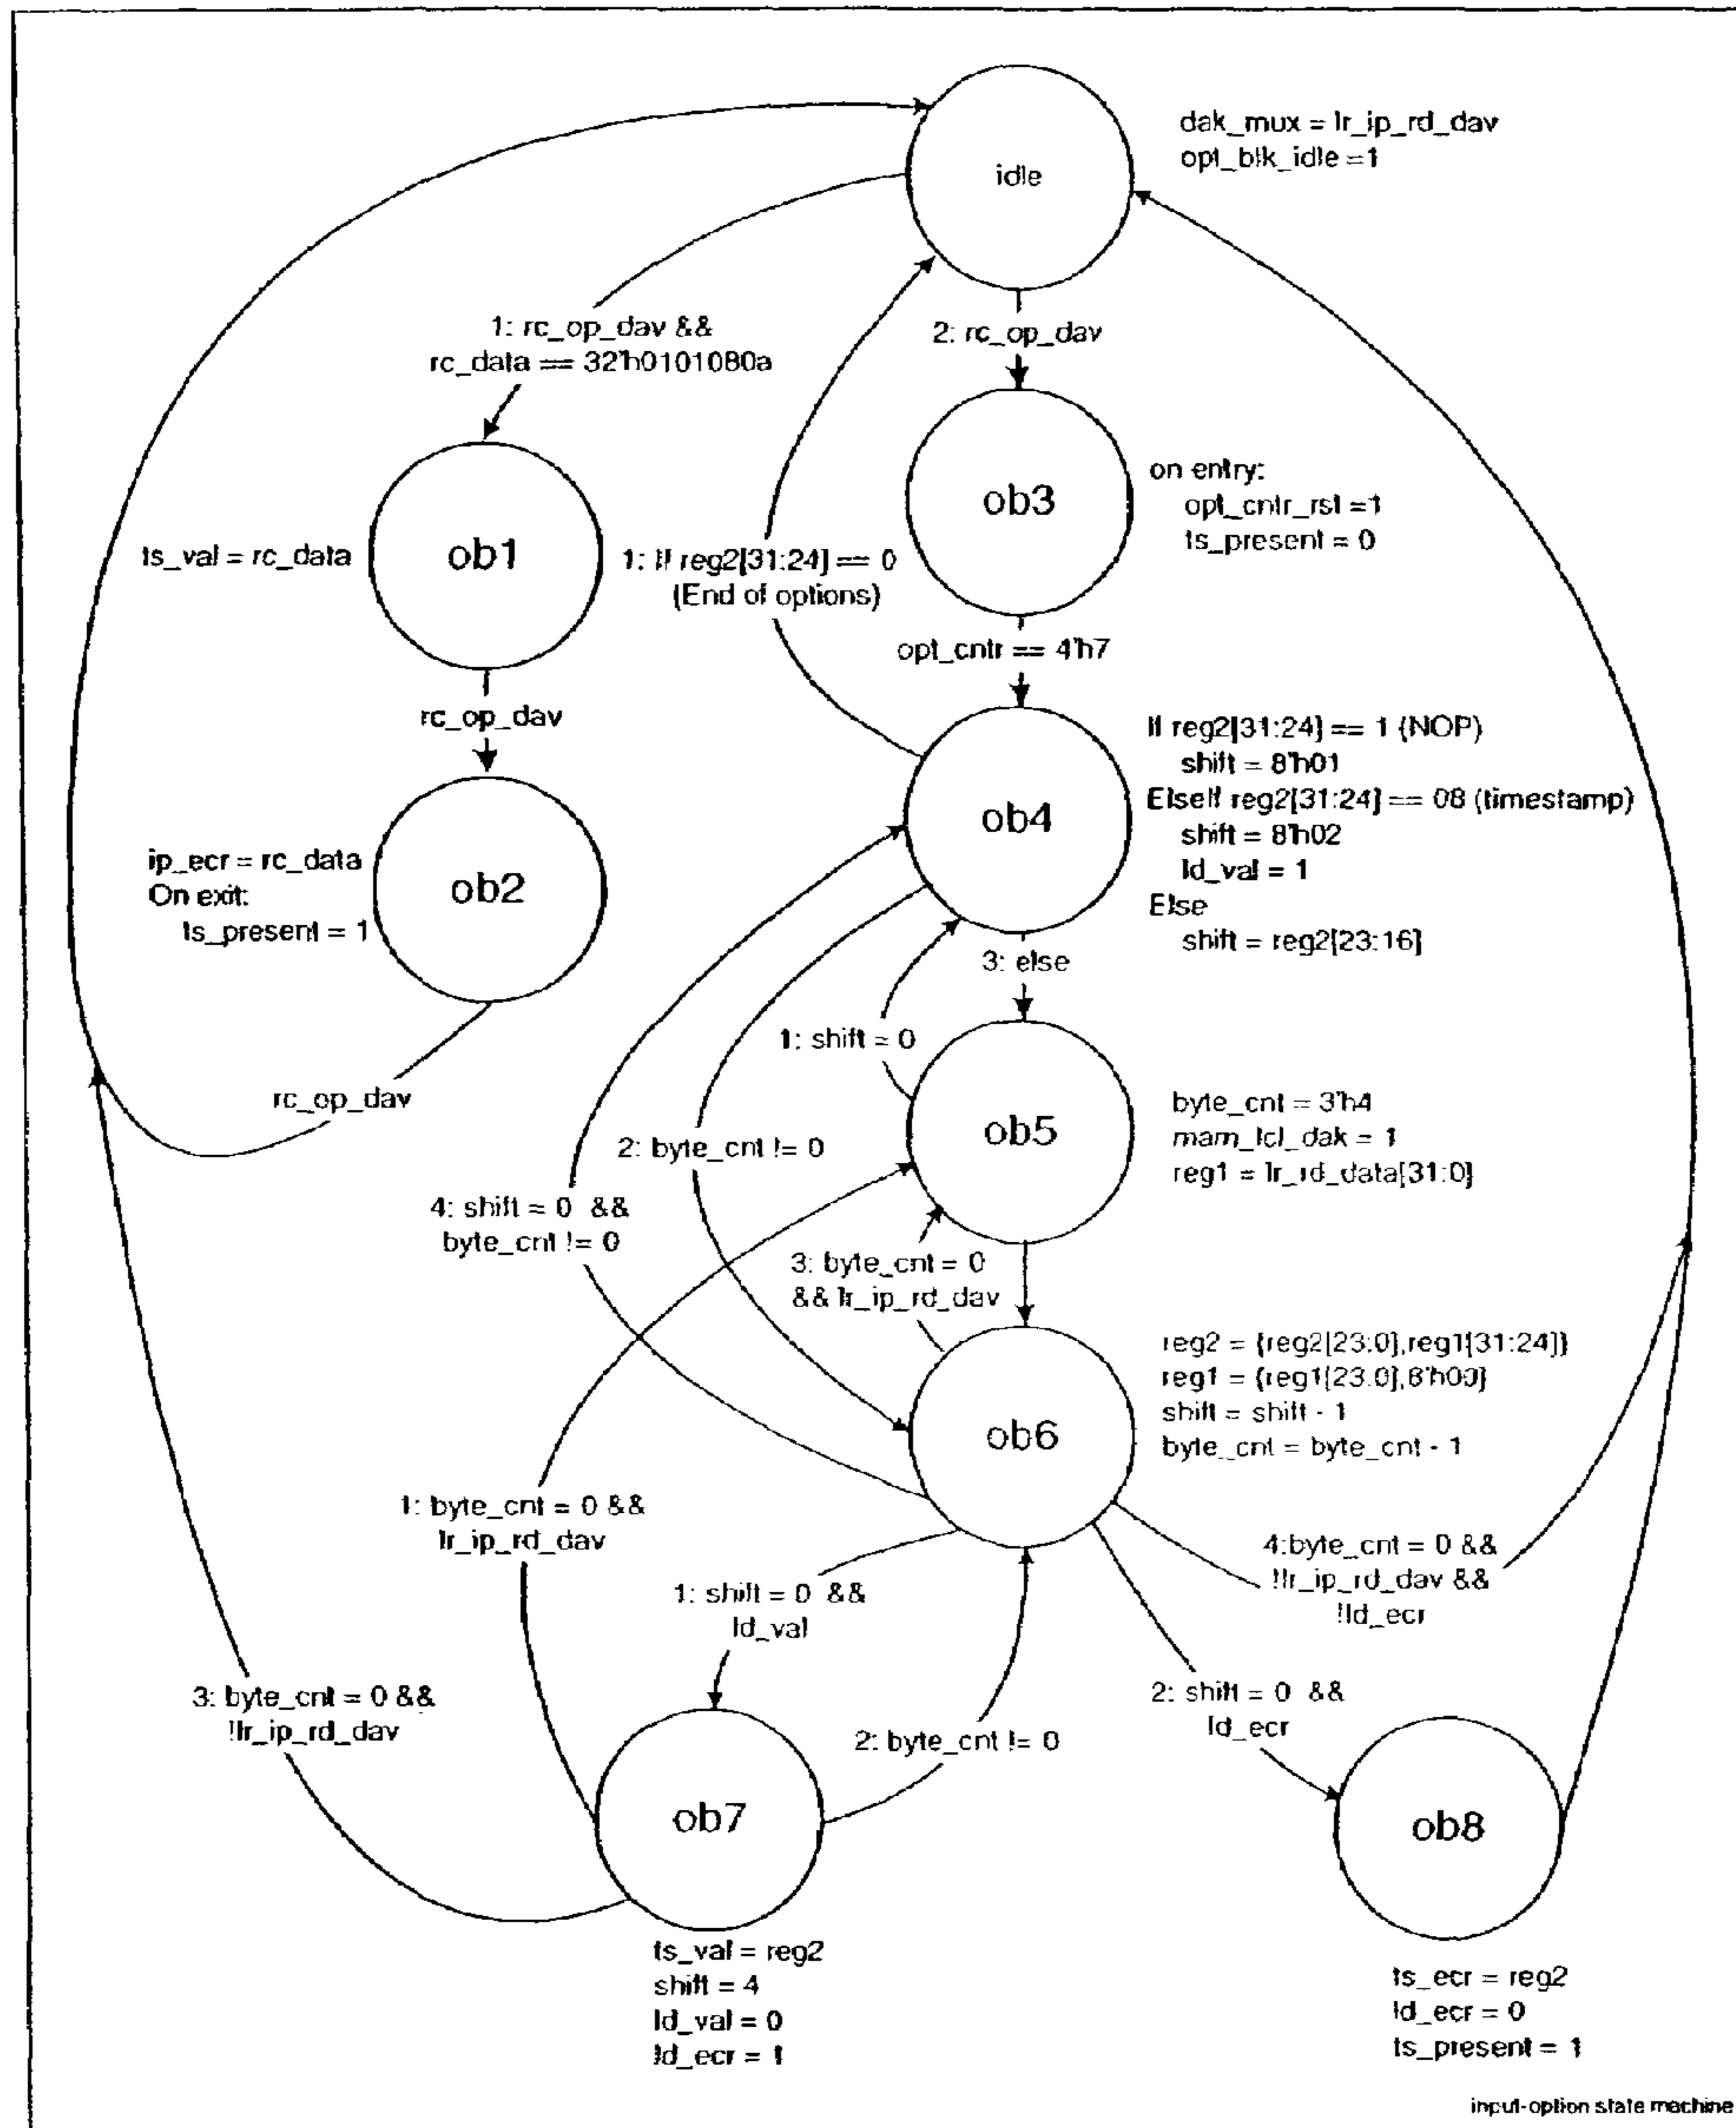 dak_mux = lr_ip_rd_dav
opt_blk_idle =1
idle
1: rc_op_dav &&
rc_data == 32'h0101080a
2: rc_op_dav
ob3
on entry:
opt_cntr_rst =1
ts_present = 0
ts_val = rc_data
ob1
1: If reg2[31:24] == 0
(End of options)
opt_cntr == 4'h7
rc_op_dav
ob4
If reg2[31:24] == 1 (NOP)
shift = 8'h01
ElseIf reg2[31:24] == 08 (timestamp)
shift = 8'h02
ld_val = 1
Else
shift = reg2[23:16]
ip_ecr = rc_data
On exit:
ts_present = 1
ob2
3: else
1: shift = 0
rc_op_dav
ob5
byte_cnt = 3'h4
mam_lcl_dak = 1
reg1 = lr_rd_data[31:0]
2: byte_cnt != 0
4: shift = 0 &&
byte_cnt != 0
3: byte_cnt = 0
&& lr_ip_rd_dav
ob6
reg2 = {reg2[23:0],reg1[31:24]}
reg1 = {reg1[23:0],8'h00}
shift = shift - 1
byte_cnt = byte_cnt - 1
1: byte_cnt = 0 &&
lr_ip_rd_dav
4:byte_cnt = 0 &&
!lr_ip_rd_dav &&
!ld_ecr
1: shift = 0 &&
ld_val
3: byte_cnt = 0 &&
!lr_ip_rd_dav
2: shift = 0 &&
ld_ecr
2: byte_cnt != 0
ob7
ob8
ts_val = reg2
shift = 4
ld_val = 0
ld_ecr = 1
ts_ecr = reg2
ld_ecr = 0
ts_present = 1
input-option state machine